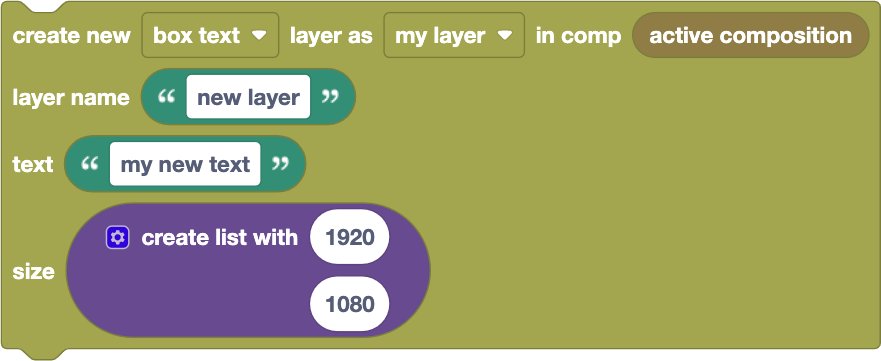 create new box text layer as my layer in comp active composition
layer name “ new layer ”
text “ my new text ”
create list with 1920
size
1080